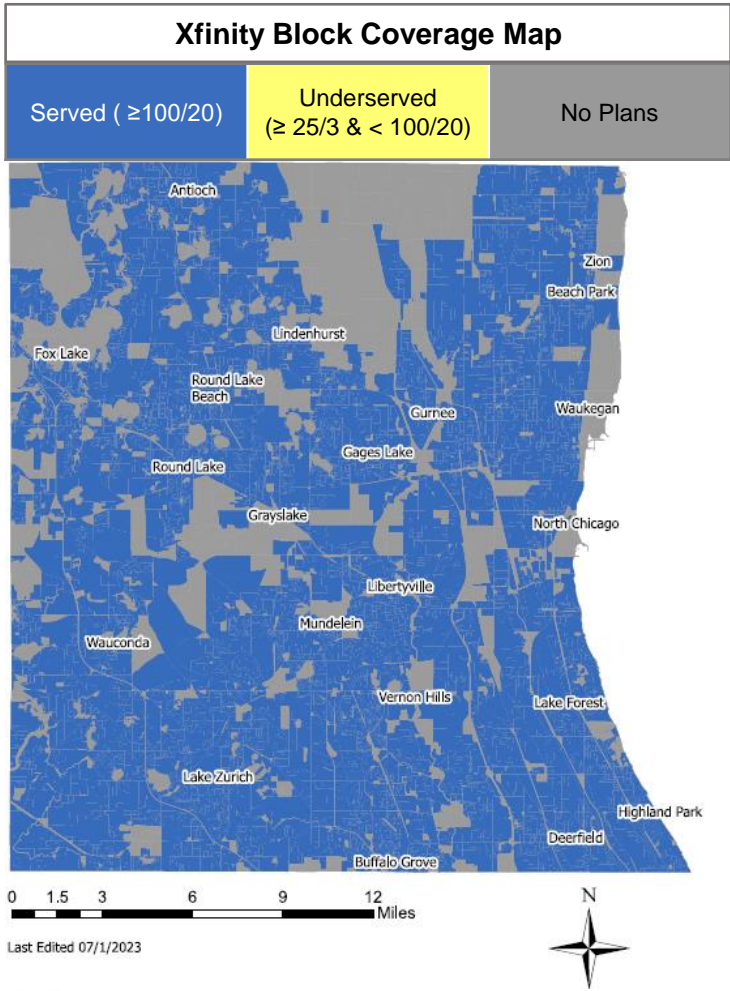 Xfinity Block Coverage Map
Served ( ≥100/20)
Underserved
(≥ 25/3 & < 100/20)
No Plans
Antioch
Zion
Beach Park
Lindenhurst
Fox Lake
Round Lake
Beach
Waukegan
Gurnee
Gages Lake
Round Lake
Grayslake
North Chicago
Libertyville
Mundelein
Wauconda
Vernon Hills
Lake Forest
Lake Zurich
Highland Park
Deerfield
Buffalo Grove
0 1.5 3 6 9 12
Miles
N
Last Edited 07/1/2023